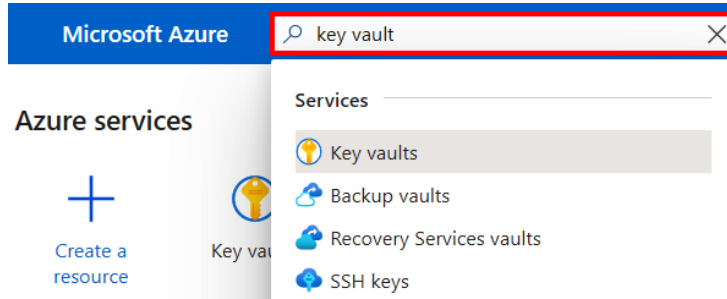 Microsoft Azure
key vault
Azure services
Create a
resource
Key vau
Services
Key vaults
Backup vaults
Recovery Services vaults
SSH keys